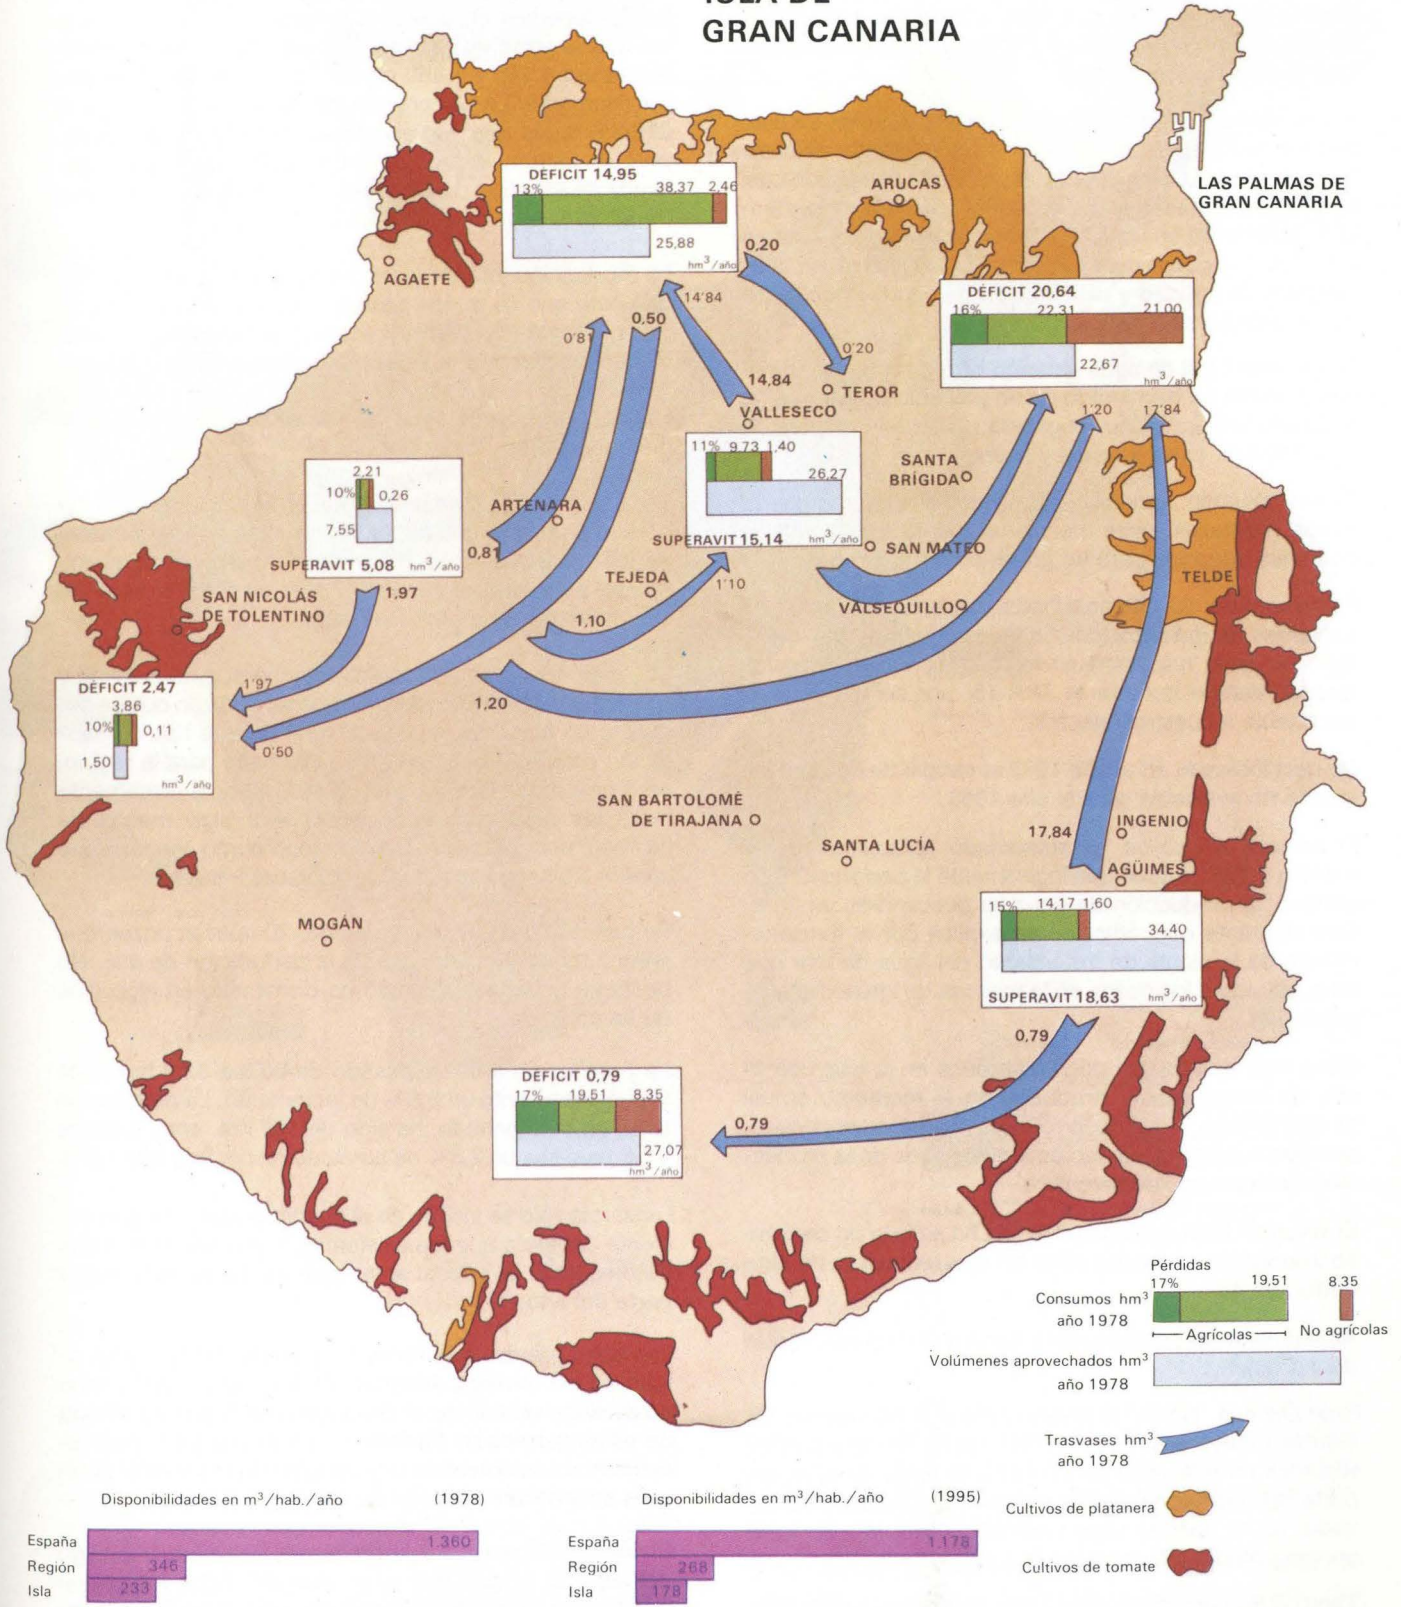 GRAN CANARIA
LAS PALMAS DE
GRAN CANARIA
DÉFICIT 14,95
13% 38,37 2,46
25,88
hm³/año
ARUCAS
AGAETE
0,20
14'84
0,50
0'81
0'20
14,84
TEROR
VALLESECO
DÉFICIT 20,64
16% 22,31 21,00
22,67
hm³/año
1'20 17'84
11% 9,73 1,40
26,27
SUPERAVIT 15,14 hm³/año
SANTA
BRÍGIDA
2,21
10% 0,26
7,55
SUPERAVIT 5,08 hm³/año
ARTENARA
0,81
SAN MATEO
TEJEDA
1'10
VALSEQUILLO
TELDE
SAN NICOLÁS
DE TOLENTINO
1,97
1,10
1'97
1,20
0'50
DÉFICIT 2,47
3,86
10% 0,11
1,50
hm³/año
SAN BARTOLOMÉ
DE TIRAJANA
SANTA LUCÍA
17,84
INGENIO
AGÜIMES
MOGÁN
15% 14,17 1,60
34,40
SUPERAVIT 18,63 hm³/año
0,79
DÉFICIT 0,79
17% 19,51 8,35
27,07
hm³/año
0,79
Pérdidas
17% 19,51 8,35
Consumos hm³
año 1978
Agrícolas No agrícolas
Volúmenes aprovechados hm³
año 1978
Trasvases hm³
año 1978
Cultivos de platanera
Cultivos de tomate
Disponibilidades en m³/hab./año (1978)
España 1.360
Región 346
Isla 233
Disponibilidades en m³/hab./año (1995)
España 1.178
Región 268
Isla 178